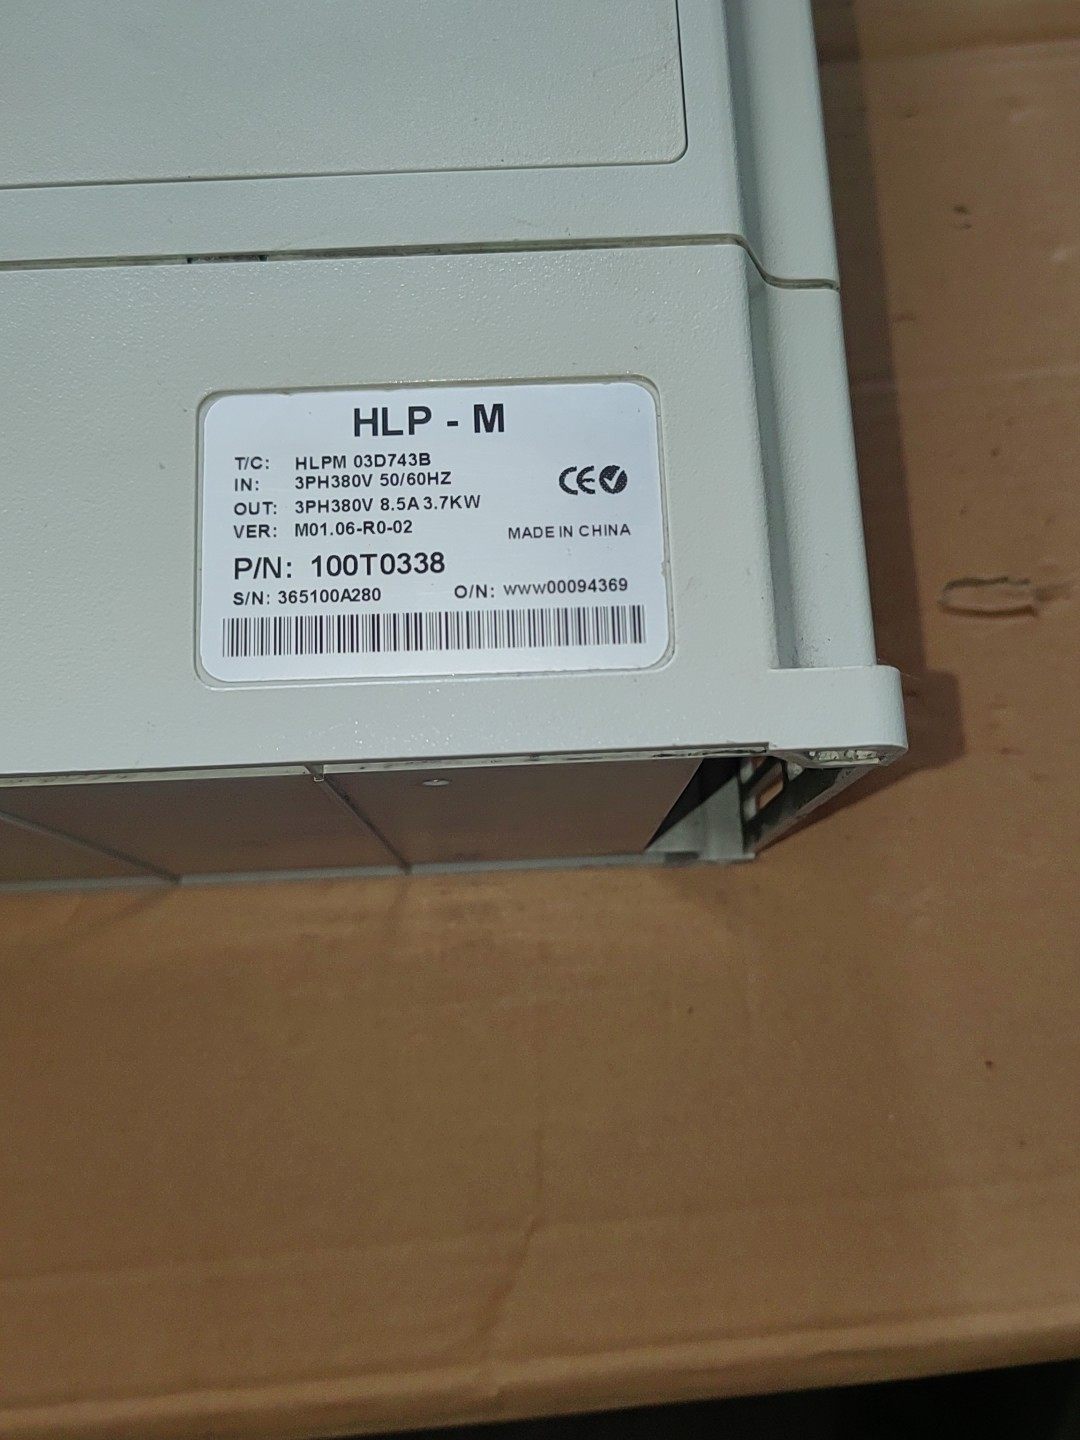 HLP - M
T/C: HLPM 03D743B
IN: 3PH380V 50/60HZ
OUT: 3PH380V 8.5A 3.7KW
VER: M01.06-R0-02
CE
MADE IN CHINA
P/N: 100T0338
S/N: 365100A280 O/N: WWW00094369